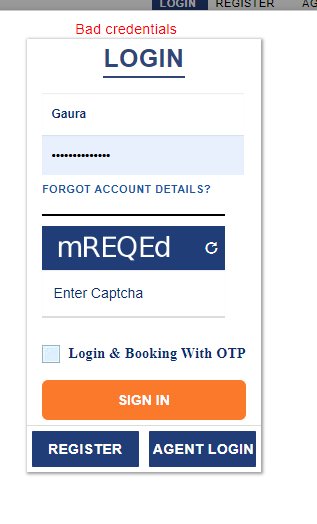 LOGIN REGISTER AG
Bad credentials
LOGIN
Gaura
••••••••••••••
FORGOT ACCOUNT DETAILS?
mREQEd
Enter Captcha
Login & Booking With OTP
SIGN IN
REGISTER AGENT LOGIN